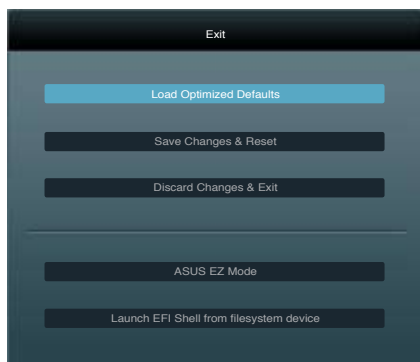 Exit
Load Optimized Defaults
Save Changes & Reset
Discard Changes & Exit
ASUS EZ Mode
Launch EFI Shell from filesystem device